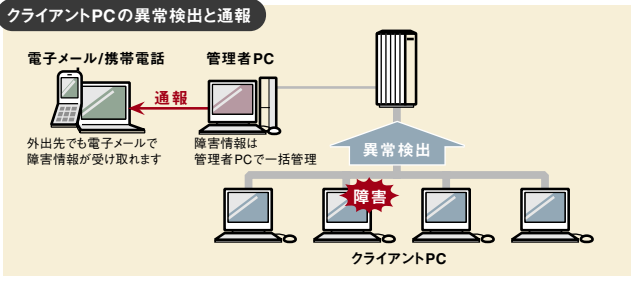 クライアントPCの異常検出と通報
電子メール/携帯電話
管理者PC
通報
外出先でも電子メールで
障害情報が受け取れます
障害情報は
管理者PCで一括管理
異常検出
障害
クライアントPC